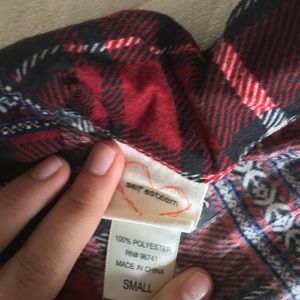 self esteem
100% POLYESTER
RN# 96741
MADE IN CHINA
SMALL